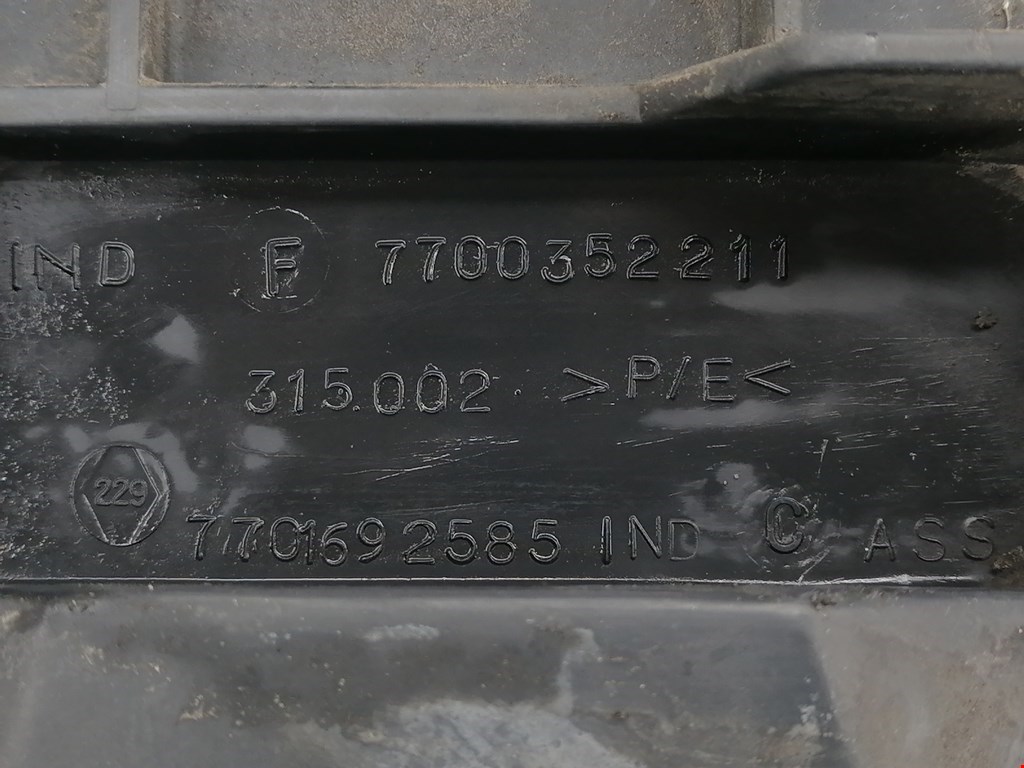 IND F 7700352211
315.002 >P/E<
229
7701692585 IND C ASS